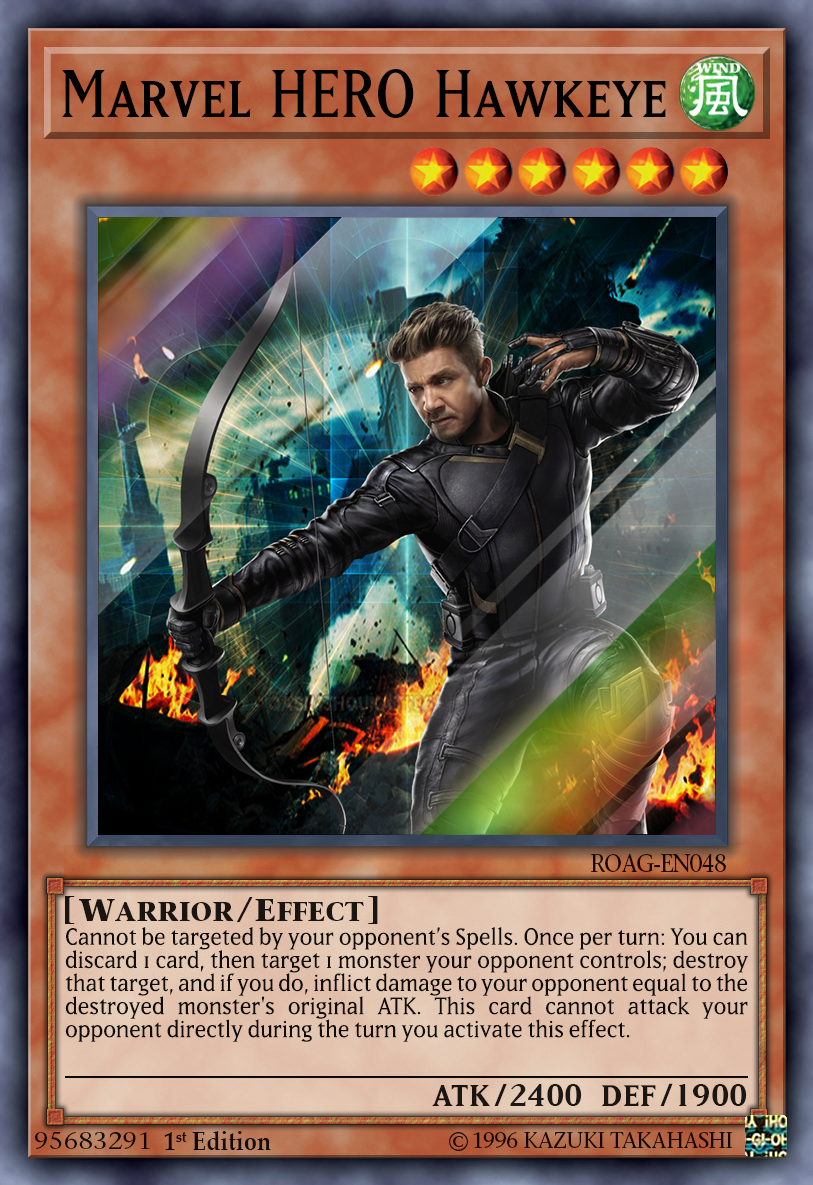 Marvel HERO Hawkeye
WIND
風
ROAG-EN048
[Warrior/Effect]
Cannot be targeted by your opponent's Spells. Once per turn: You can
discard 1 card, then target 1 monster your opponent controls; destroy
that target, and if you do, inflict damage to your opponent equal to the
destroyed monster's original ATK. This card cannot attack your
opponent directly during the turn you activate this effect.
ATK/2400 DEF/1900
95683291 1st Edition
©1996 KAZUKI TAKAHASHI